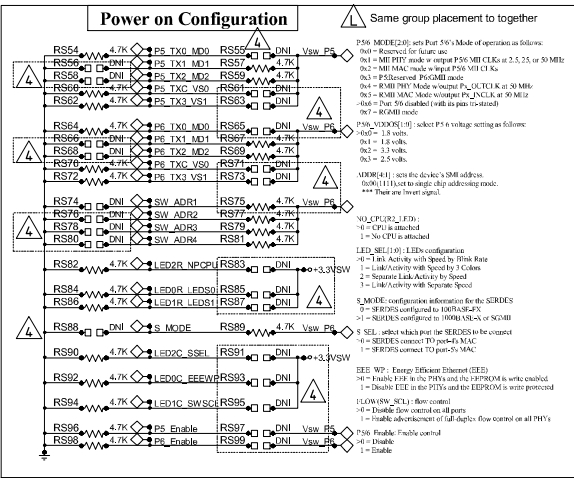 Power on Configuration
L Same group placement to together
RS54 4.7K P5_TX0_MD0 RS55 DNI Vsw_P5
RS56 DNI P5_TX1_MD1 RS57 4.7K
RS58 DNI P5_TX2_MD2 RS59 4.7K
RS60 4.7K P5_TXC_VS0 RS61 DNI
RS62 4.7K P5_TX3_VS1 RS63 DNI
RS64 4.7K P6_TX0_MD0 RS65 DNI Vsw_P6
RS66 DNI P6_TX1_MD1 RS67 4.7K
RS68 DNI P6_TX2_MD2 RS69 4.7K
RS70 4.7K P6_TXC_VS0 RS71 DNI
RS72 4.7K P6_TX3_VS1 RS73 DNI
RS74 DNI SW_ADR1 RS75 4.7K Vsw_P6
RS76 DNI SW_ADR2 RS77 4.7K
RS78 DNI SW_ADR3 RS79 4.7K
RS80 DNI SW_ADR4 RS81 4.7K
RS82 4.7K LED2R_NPCPU RS83 DNI +3.3VSW
RS84 4.7K LED0R_LEDS0 RS85 DNI
RS86 4.7K LED1R_LEDS1 RS87 DNI
RS88 DNI S_MODE RS89 4.7K Vsw_P6
RS90 4.7K LED2C_SSEL RS91 DNI +3.3VSW
RS92 4.7K LED0C_EEEWP RS93 DNI
RS94 4.7K LED1C_SWSCL RS95 DNI
RS96 4.7K P5_Enable RS97 DNI Vsw_P5
RS98 4.7K P6_Enable RS99 DNI Vsw_P6
4
4
4
4
4
4
4
4
4
P5/6_MODE[2:0]: sets Port 5/6's Mode of operation as follows:
0x0 = Reserved for future use
0x1 = MII PHY mode w output P5/6 MII CLKs at 2.5, 25, or 50 MHz
0x2 = MII MAC mode w/input P5/6 MII CLKs
0x3 = P5:Reserved P6:GMII mode
0x4 = RMII PHY Mode w/output Px_OUTCLK at 50 MHz
0x5 = RMII MAC Mode w/output Px_INCLK at 50 MHz
>0x6 = Port 5/6 disabled (with its pins tri-stated)
0x7 = RGMII mode
P5/6_VDDOS[1:0] : select P5 6 voltage setting as follows:
>0x0 = 1.8 volts.
0x1 = 1.8 volts.
0x2 = 3.3 volts.
0x3 = 2.5 volts.
ADDR[4:1] : sets the device's SMI address.
0x00(1111),set to single chip addressing mode.
*** Their are Invert signal.
NO_CPU(R2_LED) :
>0 = CPU is attached
1 = No CPU is attached
LED_SEL[1:0] : LEDs configuration
>0 = Link/Activity with Speed by Blink Rate
1 = Link/Activity with Speed by 3 Colors
2 = Separate Link/Activity by Speed
3 = Link/Activity with Separate Speed
S_MODE: configuration information for the SERDES
0 = SERDES configured to 100BASE-FX
>1 = SERDES configured to 1000BASE-X or SGMII
S_SEL : select which port the SERDES to be connect
>0 = SERDES connect TO port-4's MAC
1 = SERDES connect TO port-5's MAC
EEE_WP : Energy Efficient Ethernet (EEE)
>0 = Enable EEE in the PHYs and the EEPROM is write enabled
1 = Disable EEE in the PHYs and the EEPROM is write protected
FLOW(SW_SCL) : flow control
>0 = Disable flow control on all ports
1 = Enable advertisement of full-duplex flow control on all PHYs
P5/6_Enable: Enable control
>0 = Disable
1 = Enable